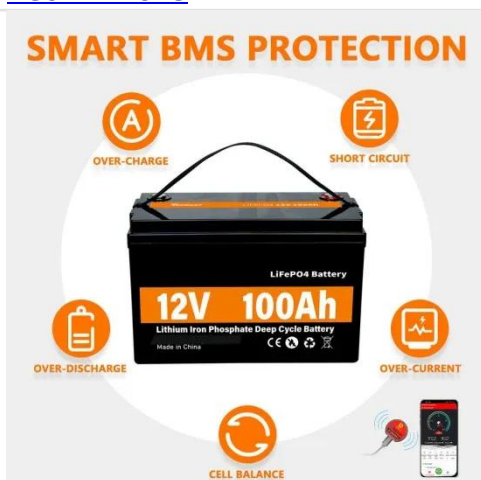 SMART BMS PROTECTION
A
OVER-CHARGE
SHORT CIRCUIT
LiFePO4 Battery
12V 100Ah
Lithium Iron Phosphate Deep Cycle Battery
Made in China
CE
OVER-DISCHARGE
OVER-CURRENT
CELL BALANCE